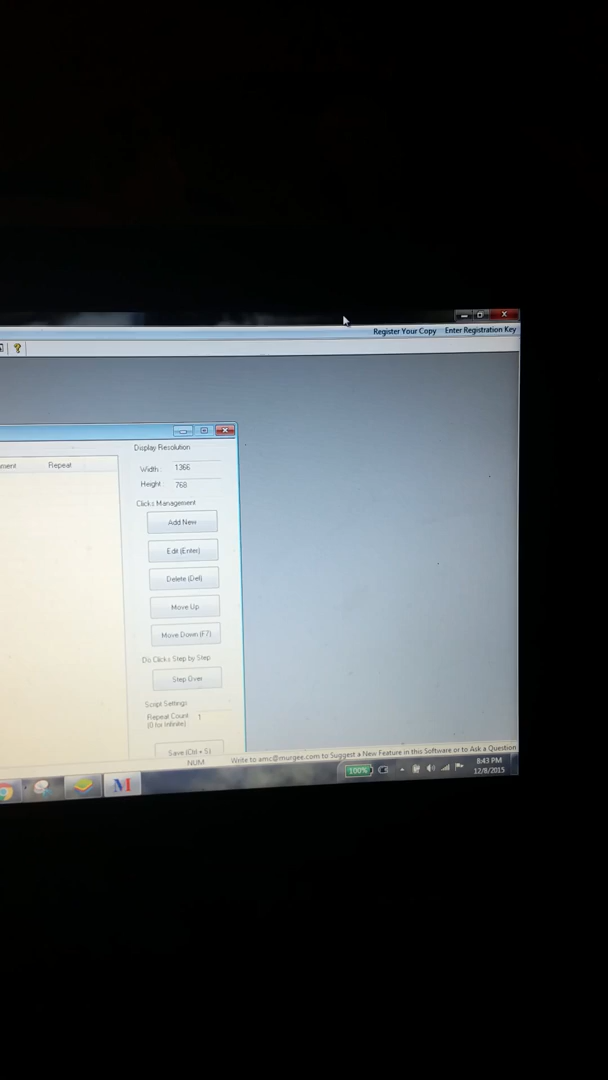 Register Your Copy Enter Registration Key
Display Resolution
Repeat
Width : 1366
Height : 768
Clicks Management
Add New
Edit (Enter)
Delete (Del)
Move Up
Move Down (F7)
Do Clicks Step by Step
Step Over
Script Settings
Repeat Count 1
(0 for Infinite)
Save (Ctrl + S)
NUM
Write to amc@murgee.com to Suggest a New Feature in this Software or to Ask a Question
100%
8:43 PM
12/8/2015
M